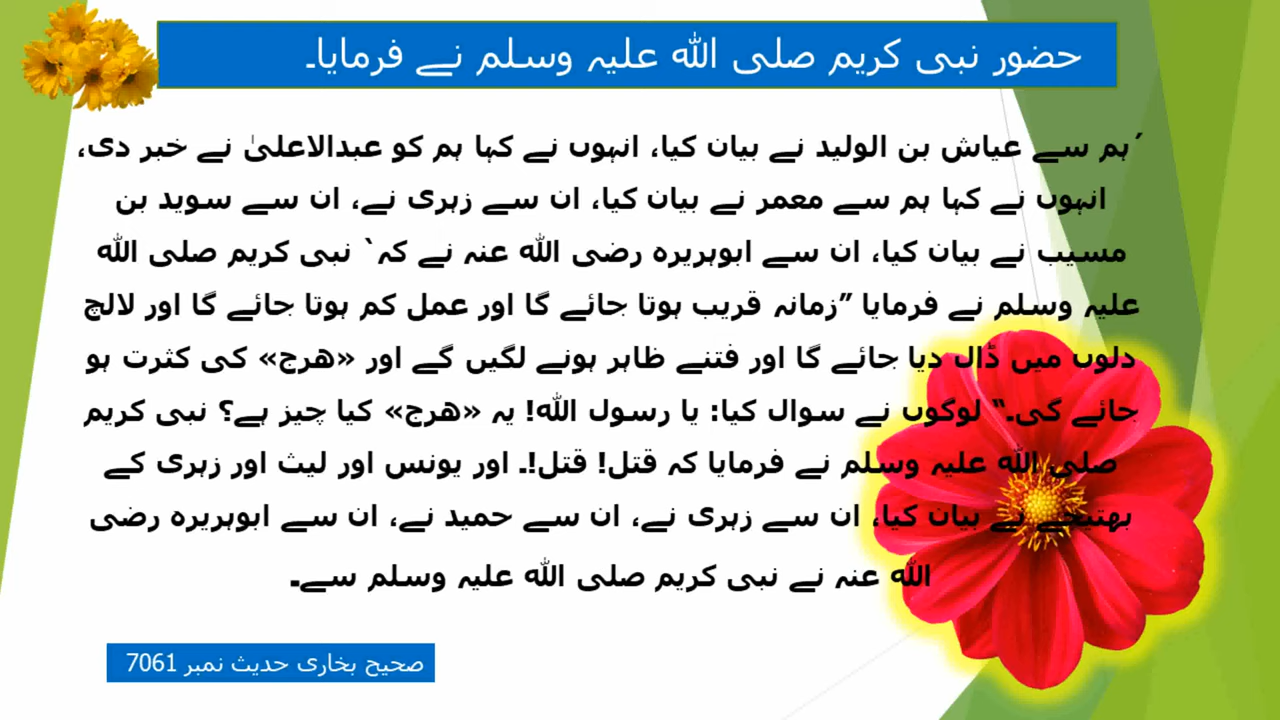 حضور نبی کریم صلی اللہ علیہ وسلم نے فرمایا۔
´ہم سے عیاش بن الولید نے بیان کیا، انہوں نے کہا ہم کو عبدالاعلیٰ نے خبر دی،
انہوں نے کہا ہم سے معمر نے بیان کیا، ان سے زہری نے، ان سے سوید بن
مسیب نے بیان کیا، ان سے ابوہریرہ رضی اللہ عنہ نے کہ` نبی کریم صلی اللہ
علیہ وسلم نے فرمایا ”زمانہ قریب ہوتا جائے گا اور عمل کم ہوتا جائے گا اور لالچ
دلوں میں ڈال دیا جائے گا اور فتنے ظاہر ہونے لگیں گے اور «هرج» کی کثرت ہو
جائے گی۔“ لوگوں نے سوال کیا: یا رسول اللہ! یہ «هرج» کیا چیز ہے؟ نبی کریم
صلی اللہ علیہ وسلم نے فرمایا کہ قتل! قتل!۔ اور یونس اور لیث اور زہری کے
بھتیجے نے بیان کیا، ان سے زہری نے، ان سے حمید نے، ان سے ابوہریرہ رضی
اللہ عنہ نے نبی کریم صلی اللہ علیہ وسلم سے۔
صحیح بخاری حدیث نمبر 7061